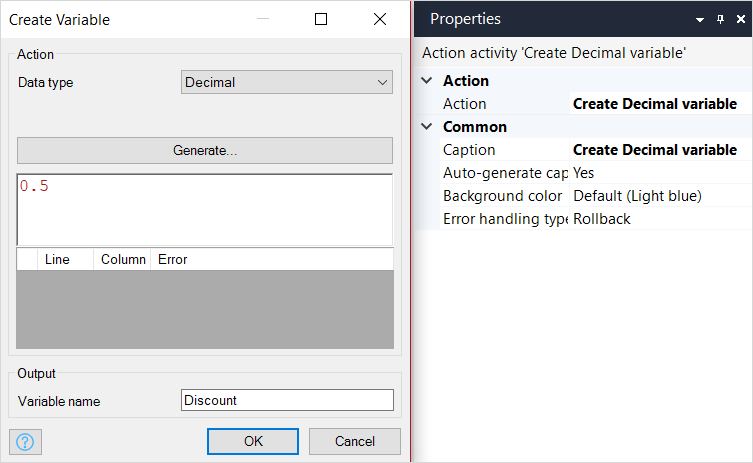 Create Variable
Action
Data type
Decimal
Generate...
0.5
Line Column Error
Output
Variable name
Discount
?
OK
Cancel
Properties
Action activity 'Create Decimal variable'
Action
Action Create Decimal variable
Common
Caption Create Decimal variable
Auto-generate cap Yes
Background color Default (Light blue)
Error handling type Rollback